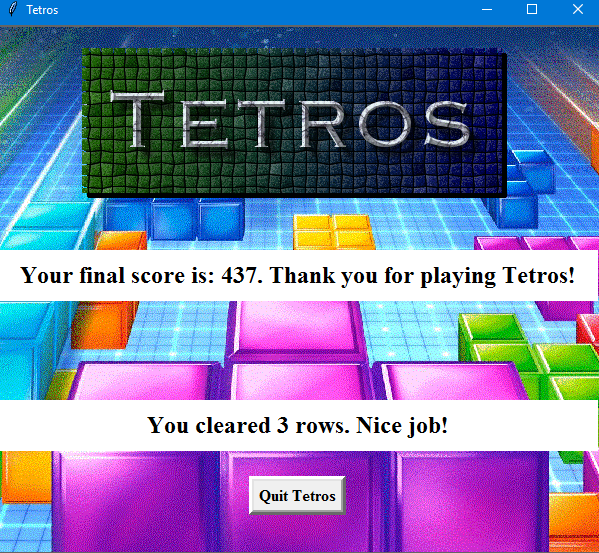 Tetros
TETROS
Your final score is: 437. Thank you for playing Tetros!
You cleared 3 rows. Nice job!
Quit Tetros